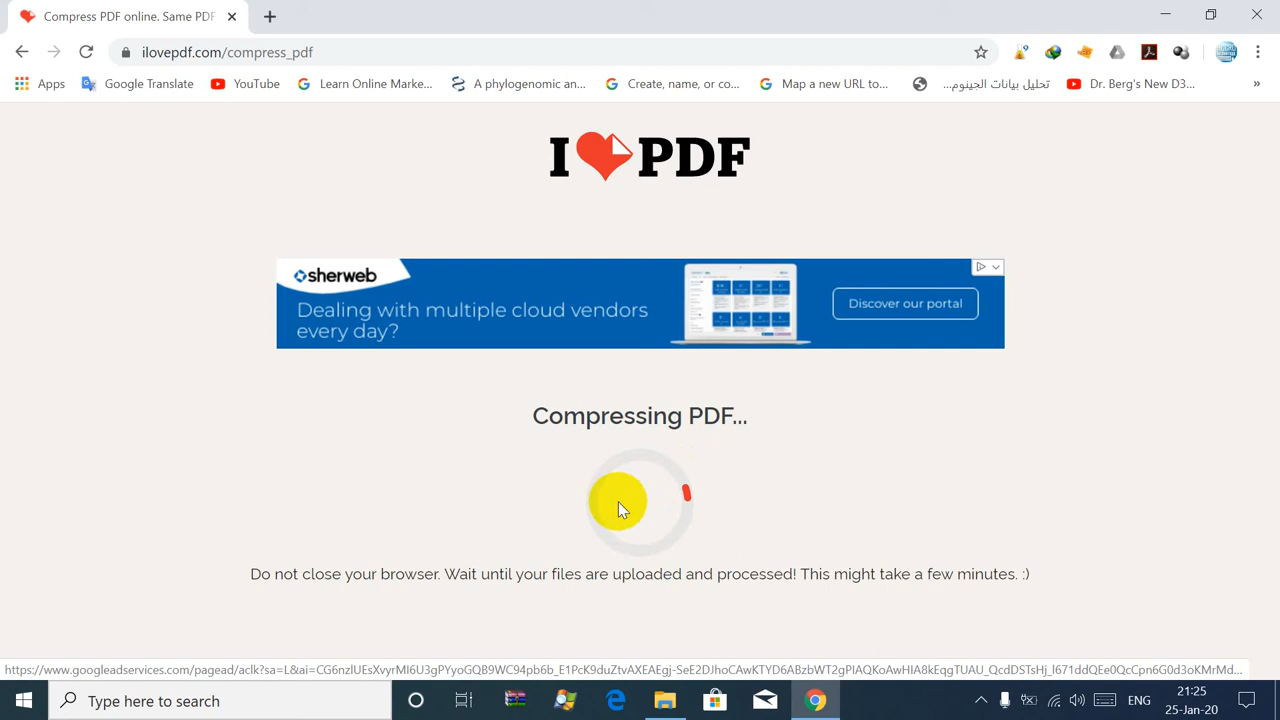 Compress PDF online. Same PDF
ilovepdf.com/compress_pdf
Apps
Google Translate
YouTube
Learn Online Marke...
A phylogenomic an...
Create, name, or co...
Map a new URL to...
تحليل بيانات الجينوم...
Dr. Berg's New D3...
I PDF
sherweb
Dealing with multiple cloud vendors
every day?
Discover our portal
Compressing PDF...
Do not close your browser. Wait until your files are uploaded and processed! This might take a few minutes. :)
Type here to search
ENG
21:25
25-Jan-20